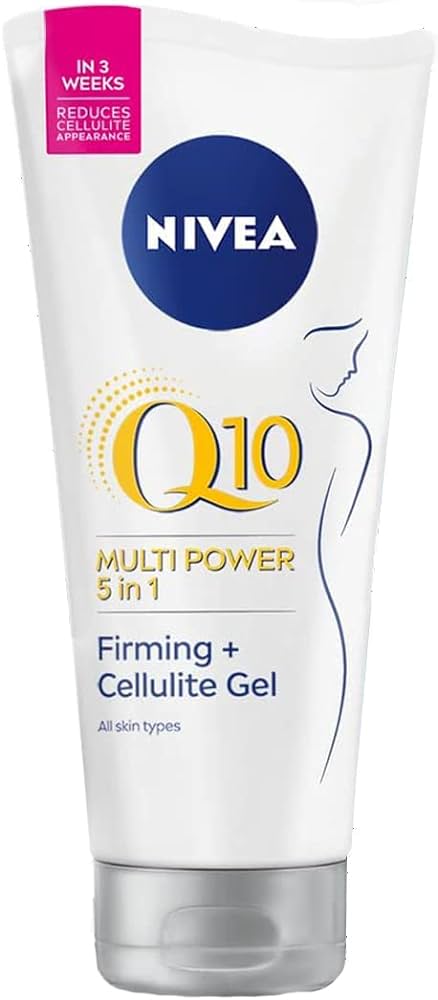 IN 3
WEEKS
REDUCES
CELLULITE
APPEARANCE
NIVEA
Q10
MULTI POWER
5 in 1
Firming +
Cellulite Gel
All skin types